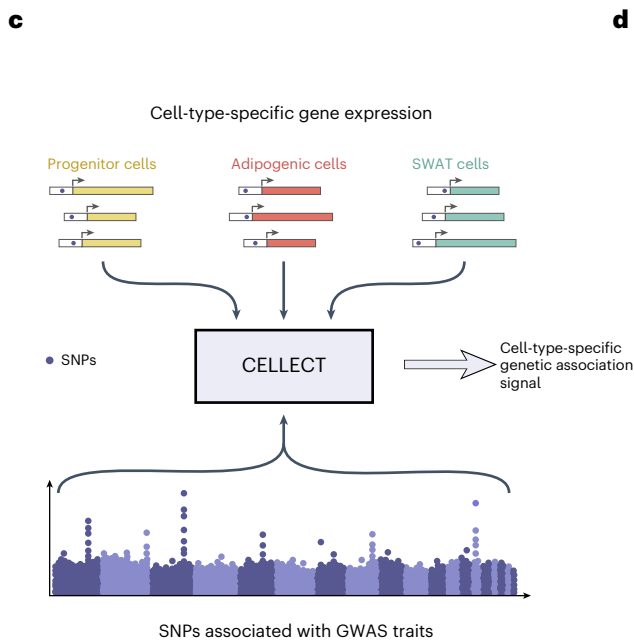 c
d
Cell-type-specific gene expression
Progenitor cells
Adipogenic cells
SWAT cells
SNPs
CELLECT
Cell-type-specific
genetic association
signal
SNPs associated with GWAS traits